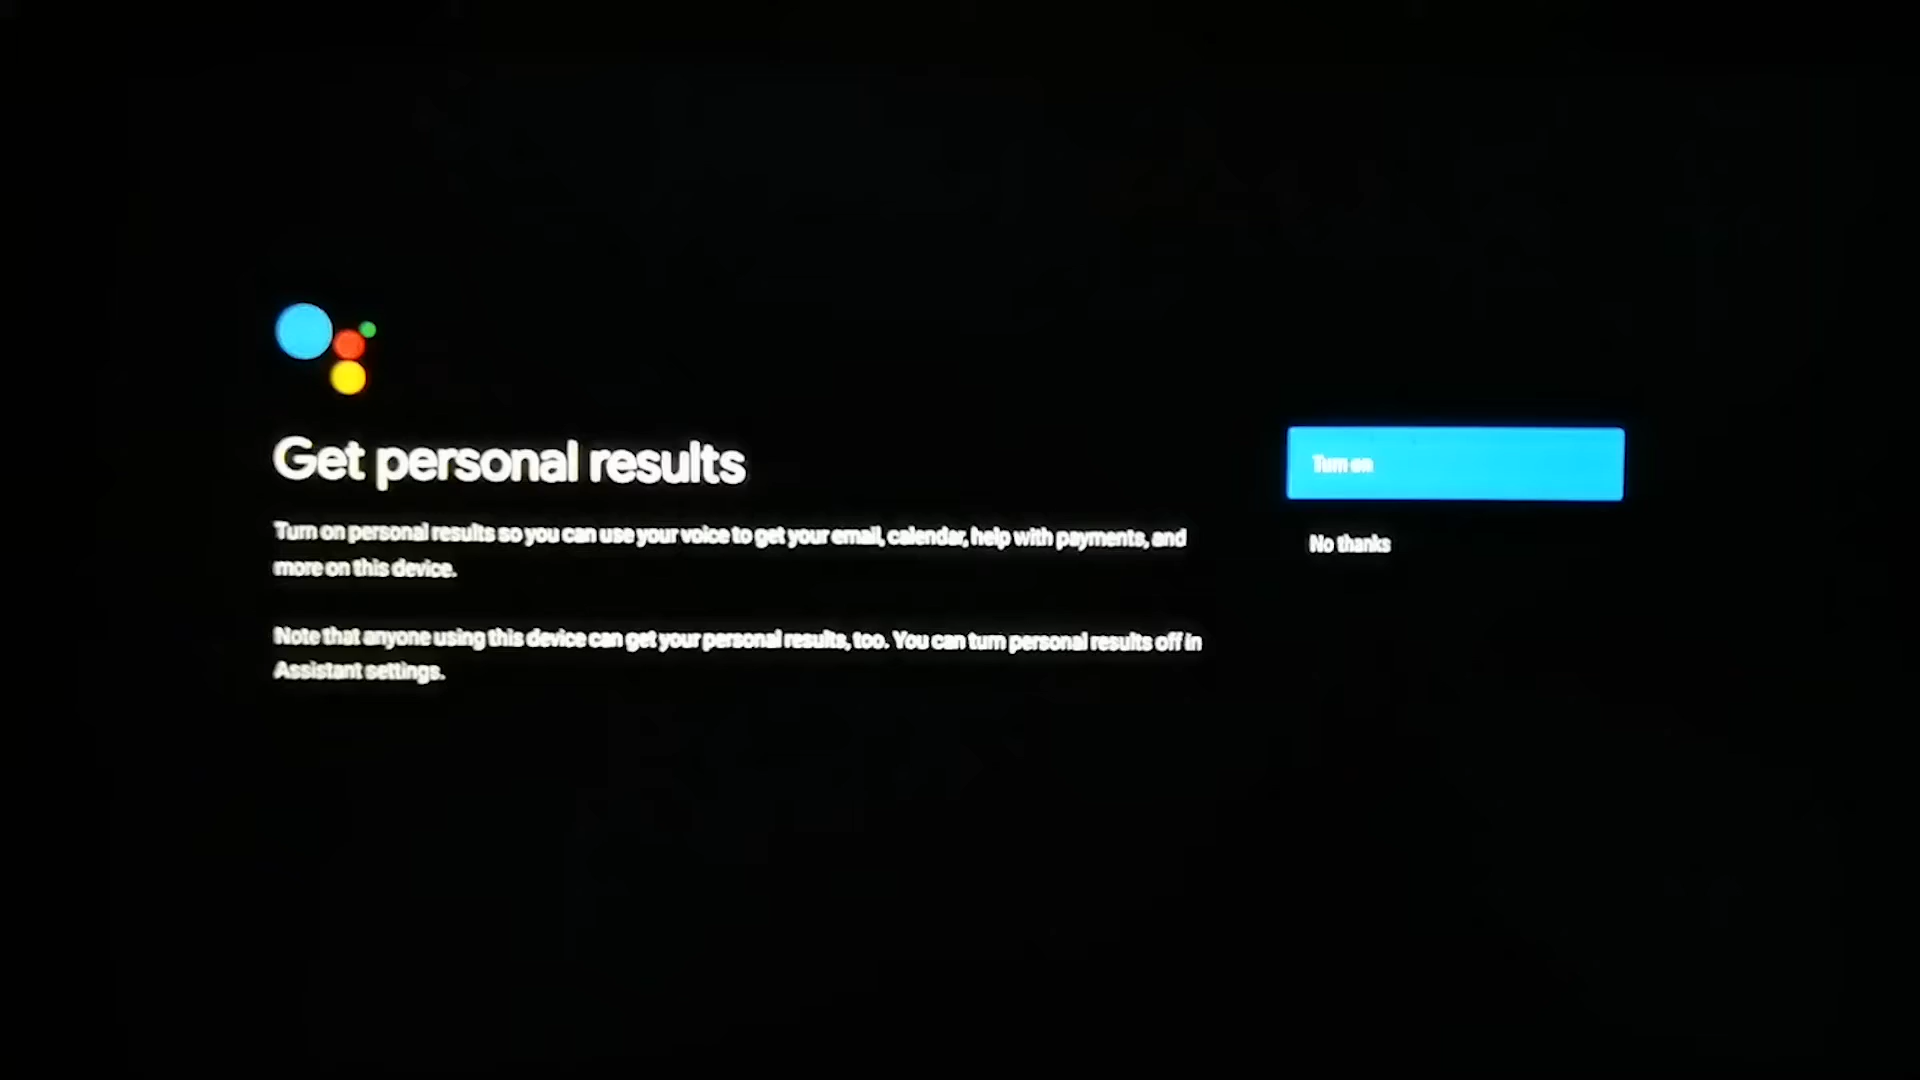 Get personal results
Turn on personal results so you can use your voice to get your email, calendar, help with payments, and
more on this device.
Note that anyone using this device can get your personal results, too. You can turn personal results off in
Assistant settings.
Turn on
No thanks